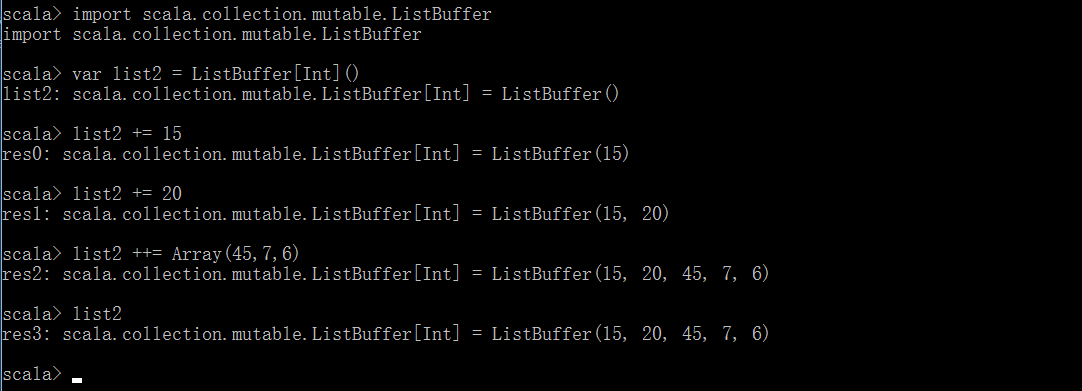 scala> import scala.collection.mutable.ListBuffer
import scala.collection.mutable.ListBuffer
scala> var list2 = ListBuffer[Int]()
list2: scala.collection.mutable.ListBuffer[Int] = ListBuffer()
scala> list2 += 15
res0: scala.collection.mutable.ListBuffer[Int] = ListBuffer(15)
scala> list2 += 20
res1: scala.collection.mutable.ListBuffer[Int] = ListBuffer(15, 20)
scala> list2 ++= Array(45,7,6)
res2: scala.collection.mutable.ListBuffer[Int] = ListBuffer(15, 20, 45, 7, 6)
scala> list2
res3: scala.collection.mutable.ListBuffer[Int] = ListBuffer(15, 20, 45, 7, 6)
scala>